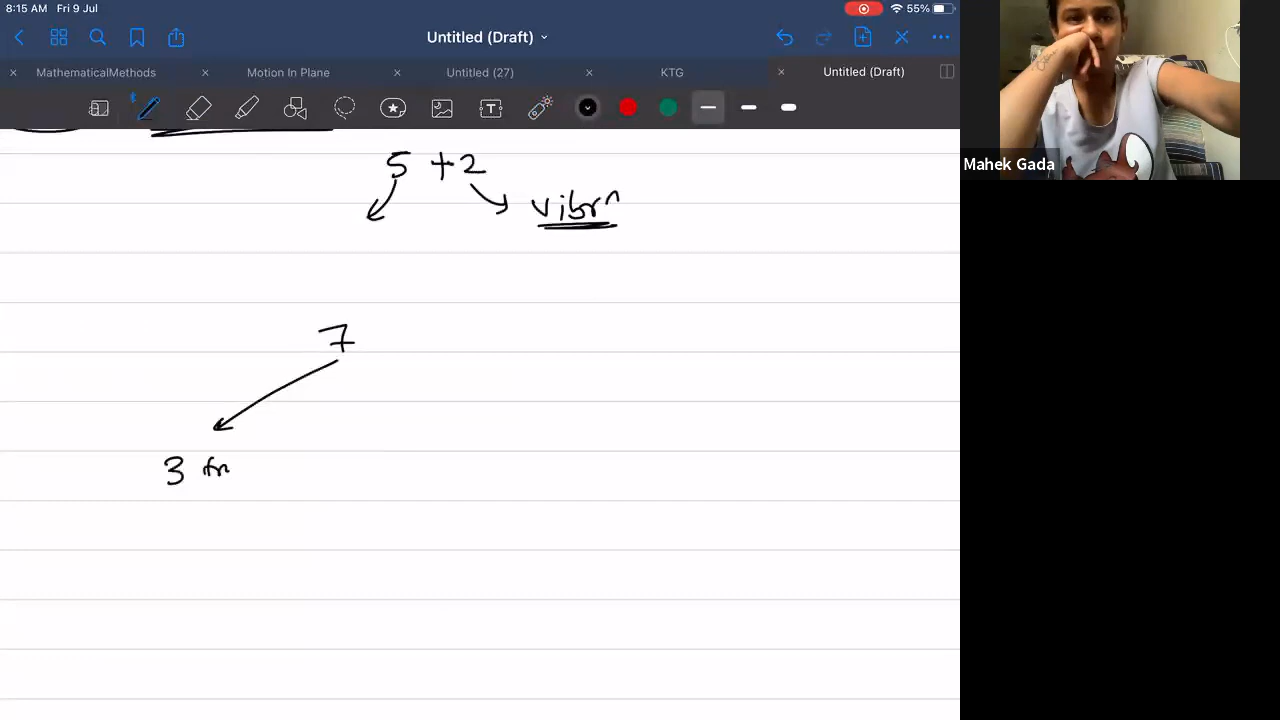 8:15 AM Fri 9 Jul 55%
Untitled (Draft)
MathematicalMethods Motion In Plane Untitled (27) KTG Untitled (Draft)
Mahek Gada
5 + 2
vibrⁿ
7
3 tr